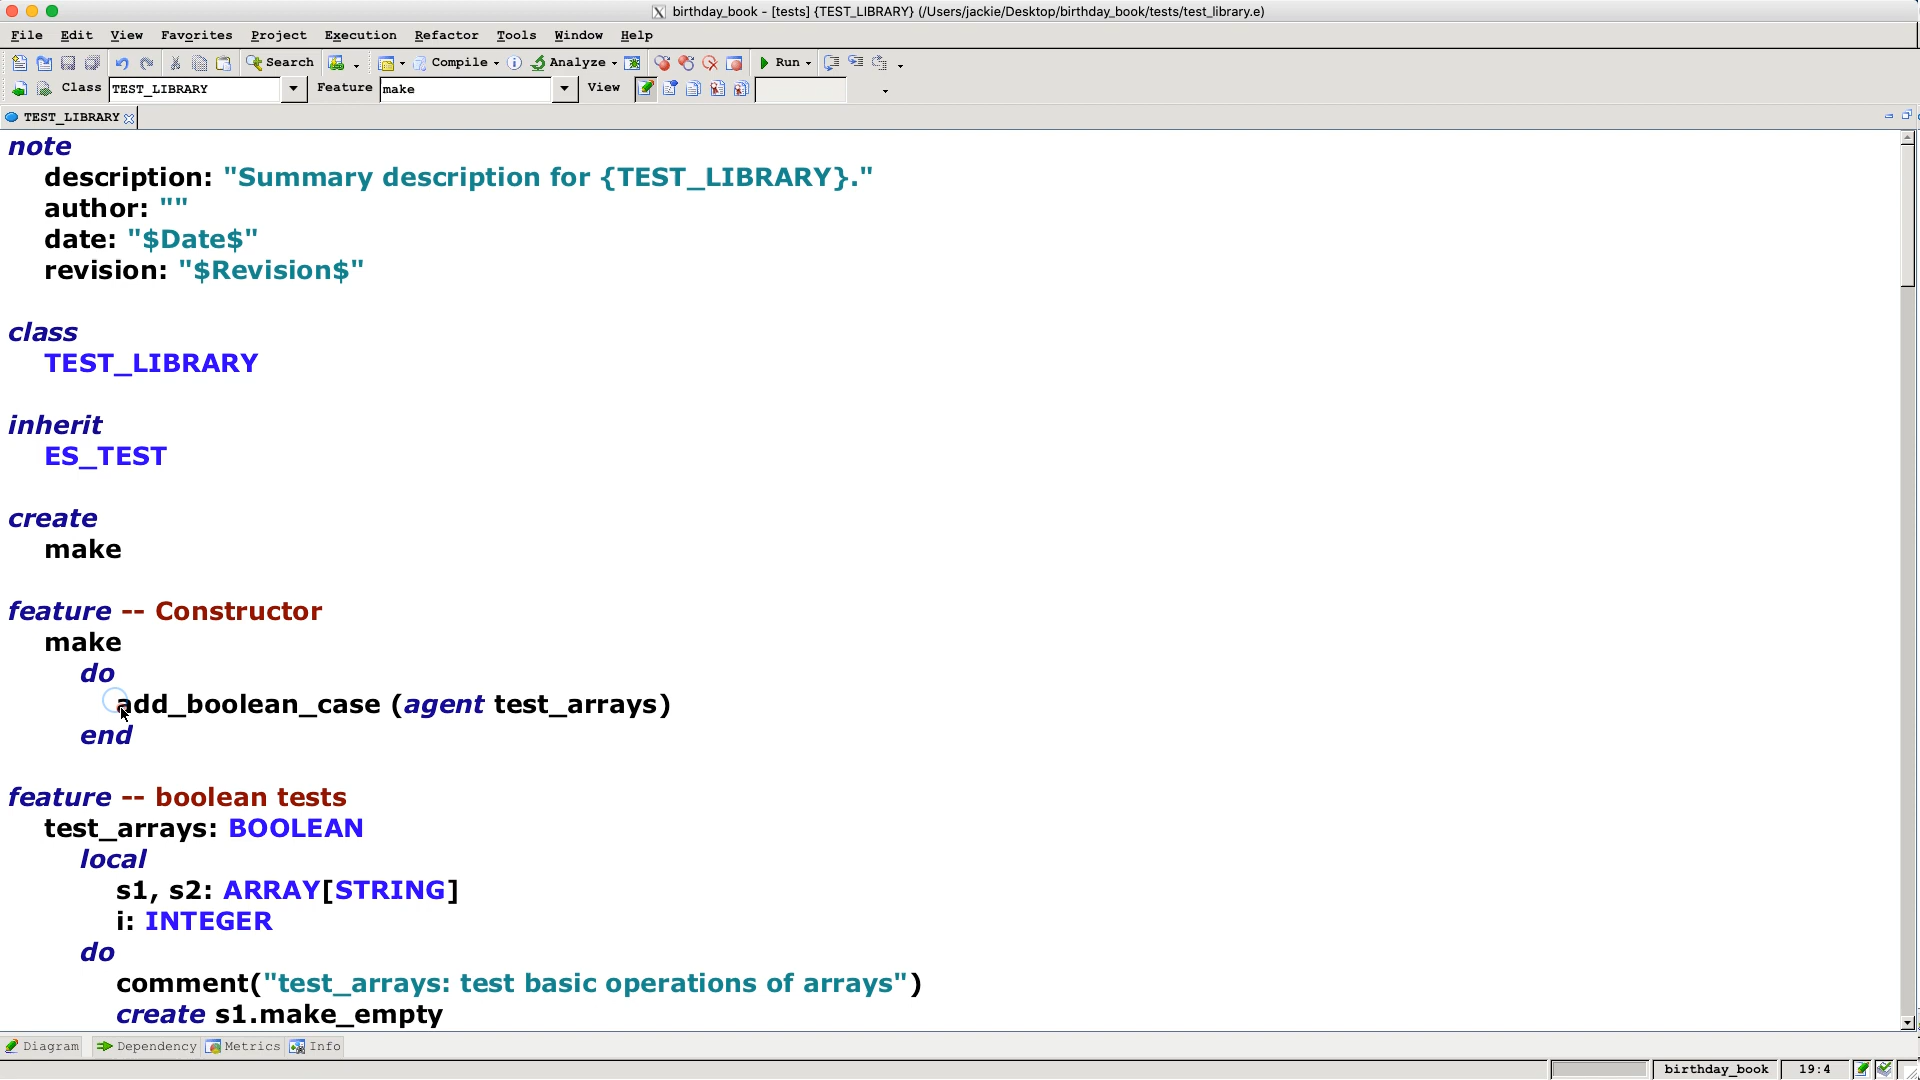 birthday_book - [tests] {TEST_LIBRARY} (/Users/jackie/Desktop/birthday_book/tests/test_library.e)
File Edit View Favorites Project Execution Refactor Tools Window Help
Search Compile Analyze Run
Class TEST_LIBRARY Feature make View
TEST_LIBRARY
note
description: "Summary description for {TEST_LIBRARY}."
author: ""
date: "$Date$"
revision: "$Revision$"
class
TEST_LIBRARY
inherit
ES_TEST
create
make
feature -- Constructor
make
do
add_boolean_case (agent test_arrays)
end
feature -- boolean tests
test_arrays: BOOLEAN
local
s1, s2: ARRAY[STRING]
i: INTEGER
do
comment("test_arrays: test basic operations of arrays")
create s1.make_empty
Diagram Dependency Metrics Info
birthday_book 19:4